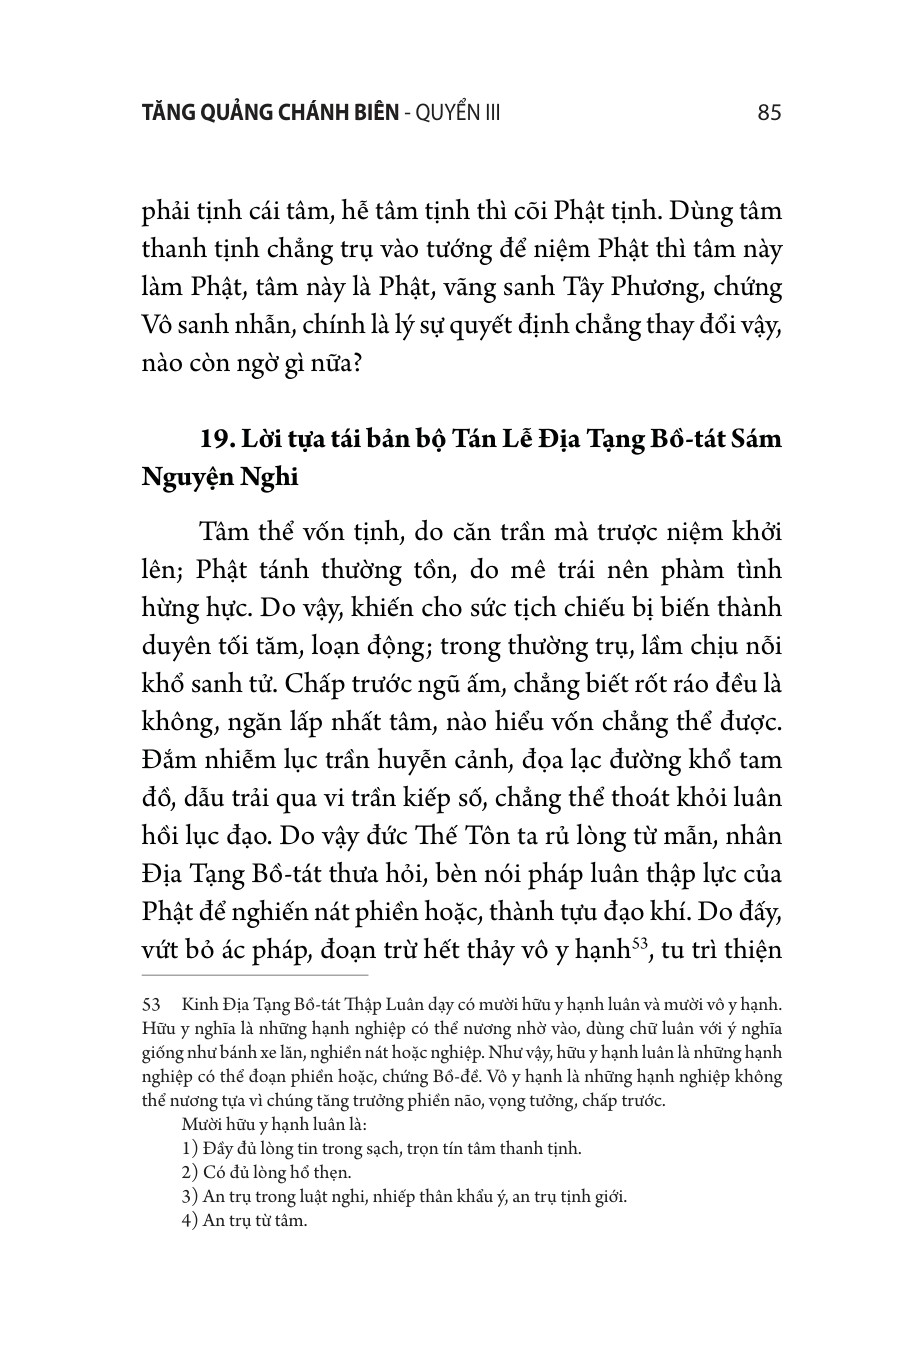 TĂNG QUẢNG CHÁNH BIÊN - QUYỂN III 85
phải tịnh cái tâm, hễ tâm tịnh thì cõi Phật tịnh. Dùng tâm
thanh tịnh chẳng trụ vào tướng để niệm Phật thì tâm này
làm Phật, tâm này là Phật, vãng sanh Tây Phương, chứng
Vô sanh nhẫn, chính là lý sự quyết định chẳng thay đổi vậy,
nào còn ngờ gì nữa?
19. Lời tựa tái bản bộ Tán Lễ Địa Tạng Bồ-tát Sám
Nguyện Nghi
Tâm thể vốn tịnh, do căn trần mà trược niệm khởi
lên; Phật tánh thường tồn, do mê trái nên phàm tình
hừng hực. Do vậy, khiến cho sức tịch chiếu bị biến thành
duyên tối tăm, loạn động; trong thường trụ, lầm chịu nỗi
khổ sanh tử. Chấp trước ngũ ấm, chẳng biết rốt ráo đều là
không, ngăn lấp nhất tâm, nào hiểu vốn chẳng thể được.
Đắm nhiễm lục trần huyễn cảnh, đọa lạc đường khổ tam
đồ, dẫu trải qua vi trần kiếp số, chẳng thể thoát khỏi luân
hồi lục đạo. Do vậy đức Thế Tôn ta rủ lòng từ mẫn, nhân
Địa Tạng Bồ-tát thưa hỏi, bèn nói pháp luân thập lực của
Phật để nghiến nát phiền hoặc, thành tựu đạo khí. Do đấy,
vứt bỏ ác pháp, đoạn trừ hết thảy vô y hạnh53, tu trì thiện
53 Kinh Địa Tạng Bồ-tát Thập Luân dạy có mười hữu y hạnh luân và mười vô y hạnh.
Hữu y nghĩa là những hạnh nghiệp có thể nương nhờ vào, dùng chữ luân với ý nghĩa
giống như bánh xe lăn, nghiền nát hoặc nghiệp. Như vậy, hữu y hạnh luân là những hạnh
nghiệp có thể đoạn phiền hoặc, chứng Bồ-đề. Vô y hạnh là những hạnh nghiệp không
thể nương tựa vì chúng tăng trưởng phiền não, vọng tưởng, chấp trước.
Mười hữu y hạnh luân là:
1) Đầy đủ lòng tin trong sạch, trọn tín tâm thanh tịnh.
2) Có đủ lòng hổ thẹn.
3) An trụ trong luật nghi, nhiếp thân khẩu ý, an trụ tịnh giới.
4) An trụ từ tâm.